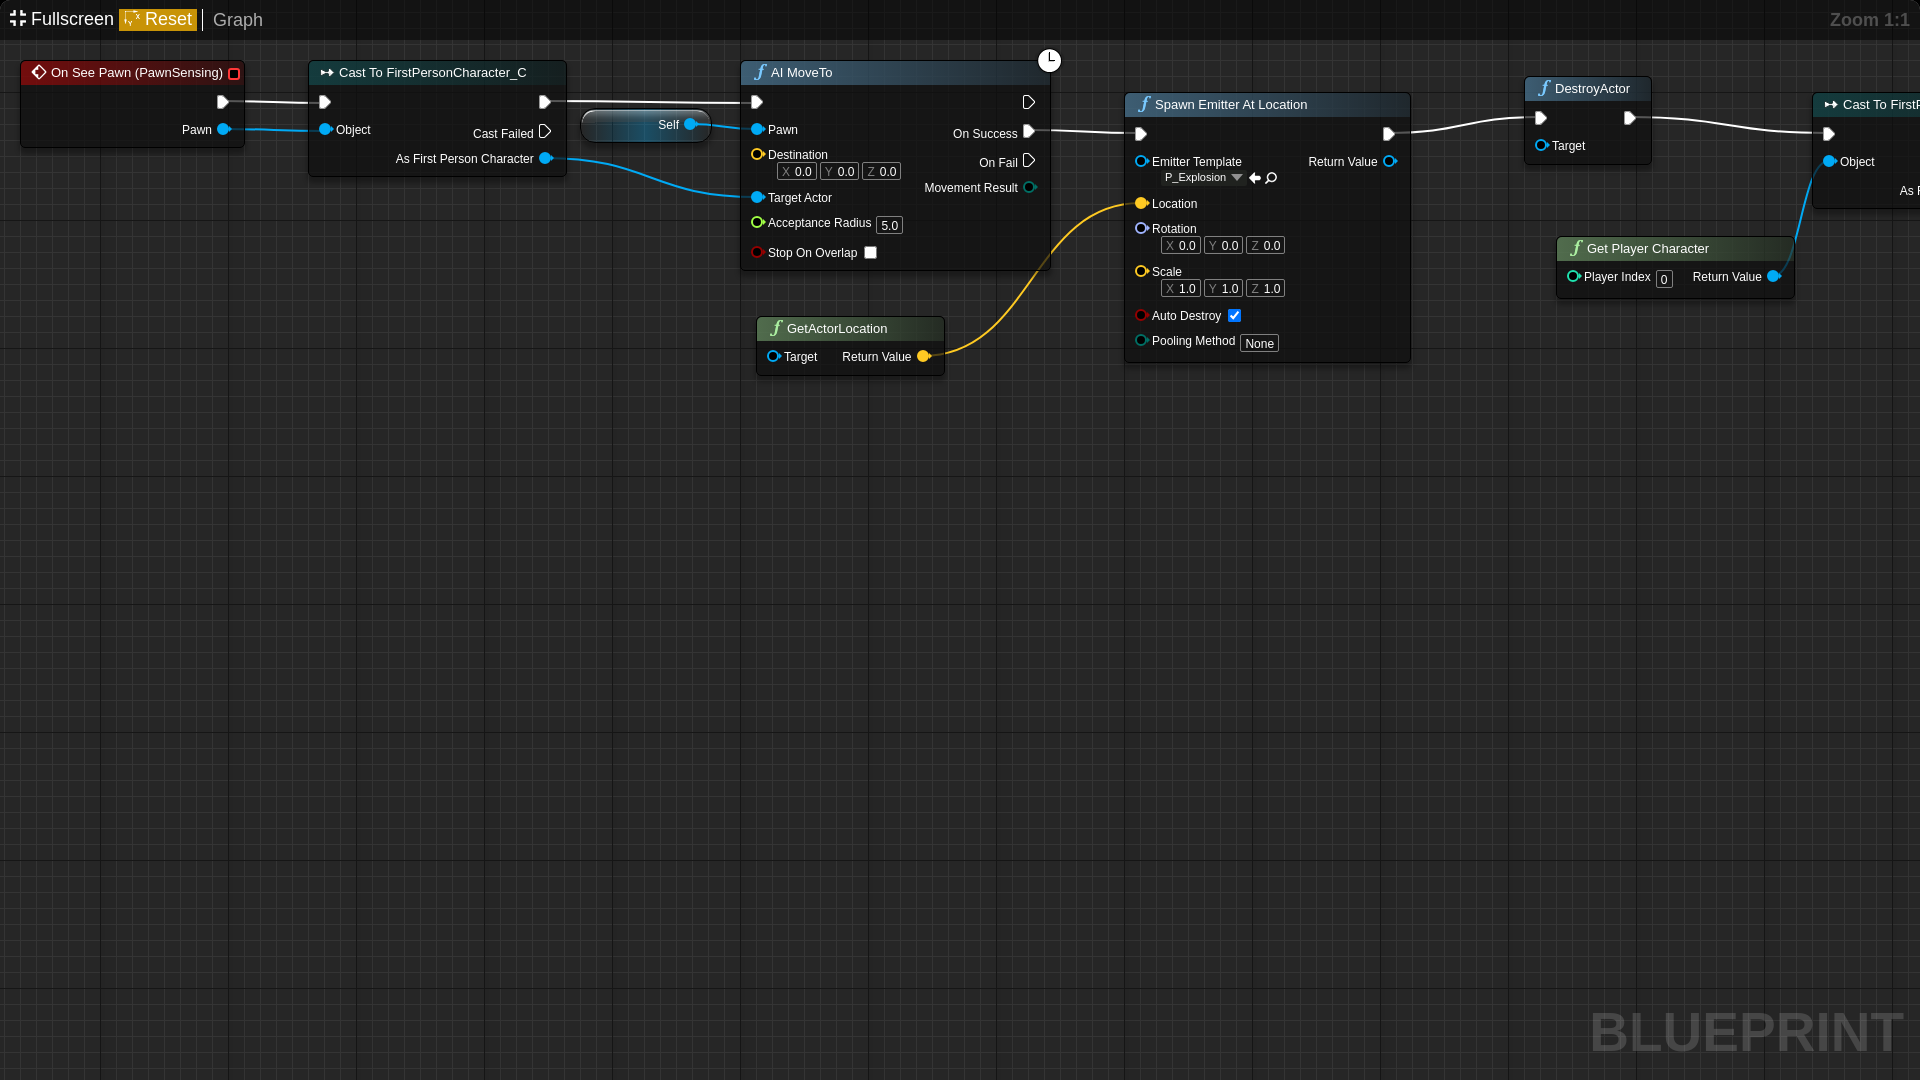 Fullscreen Reset Graph Zoom 1:1
On See Pawn (PawnSensing)
Pawn
Cast To FirstPersonCharacter_C
Object
Cast Failed
As First Person Character
Self
AI MoveTo
Pawn
On Success
Destination
X 0.0 Y 0.0 Z 0.0
On Fail
Movement Result
Target Actor
Acceptance Radius 5.0
Stop On Overlap
GetActorLocation
Target Return Value
Spawn Emitter At Location
Emitter Template Return Value
P_Explosion
Location
Rotation
X 0.0 Y 0.0 Z 0.0
Scale
X 1.0 Y 1.0 Z 1.0
Auto Destroy
Pooling Method None
DestroyActor
Target
Get Player Character
Player Index 0 Return Value
Cast To FirstP
Object
As F
BLUEPRINT